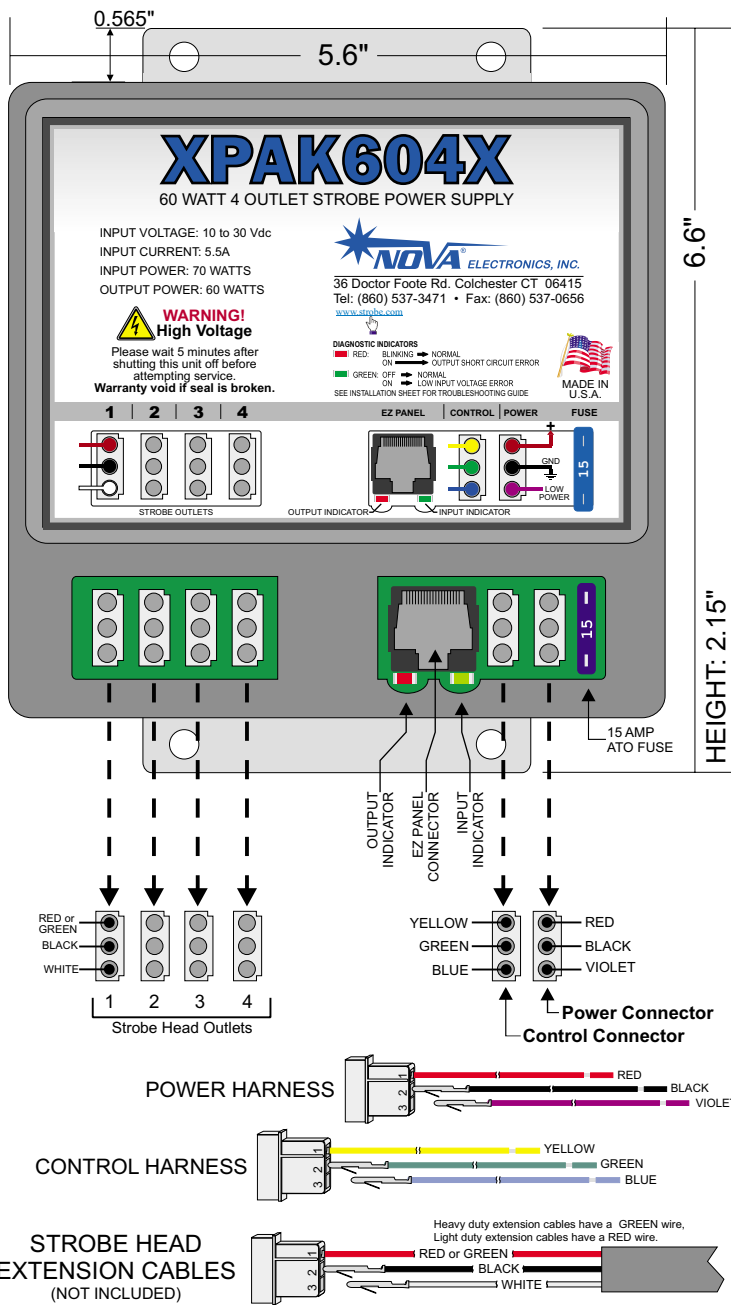 0.565"
5.6"
XPAK604X
60 WATT 4 OUTLET STROBE POWER SUPPLY
INPUT VOLTAGE: 10 to 30 Vdc
INPUT CURRENT: 5.5A
INPUT POWER: 70 WATTS
OUTPUT POWER: 60 WATTS
WARNING!
High Voltage
Please wait 5 minutes after
shutting this unit off before
attempting service.
Warranty void if seal is broken.
NOVA® ELECTRONICS, INC.
36 Doctor Foote Rd. Colchester CT 06415
Tel: (860) 537-3471 • Fax: (860) 537-0656
www.strobe.com
DIAGNOSTIC INDICATORS
RED: BLINKING NORMAL
ON OUTPUT SHORT CIRCUIT ERROR
GREEN: OFF NORMAL
ON LOW INPUT VOLTAGE ERROR
SEE INSTALLATION SHEET FOR TROUBLESHOOTING GUIDE
MADE IN
U.S.A.
1 2 3 4
EZ PANEL CONTROL POWER FUSE
+
GND
LOW
POWER
15
STROBE OUTLETS
OUTPUT INDICATOR
INPUT INDICATOR
6.6"
HEIGHT: 2.15"
15
15 AMP
ATO FUSE
OUTPUT
INDICATOR
EZ PANEL
CONNECTOR
INPUT
INDICATOR
RED or
GREEN
BLACK
WHITE
1 2 3 4
Strobe Head Outlets
YELLOW
GREEN
BLUE
RED
BLACK
VIOLET
Power Connector
Control Connector
POWER HARNESS
1
2
3
RED
BLACK
VIOLET
CONTROL HARNESS
1
2
3
YELLOW
GREEN
BLUE
Heavy duty extension cables have a GREEN wire,
Light duty extension cables have a RED wire.
STROBE HEAD
EXTENSION CABLES
(NOT INCLUDED)
1
2
3
RED or GREEN
BLACK
WHITE